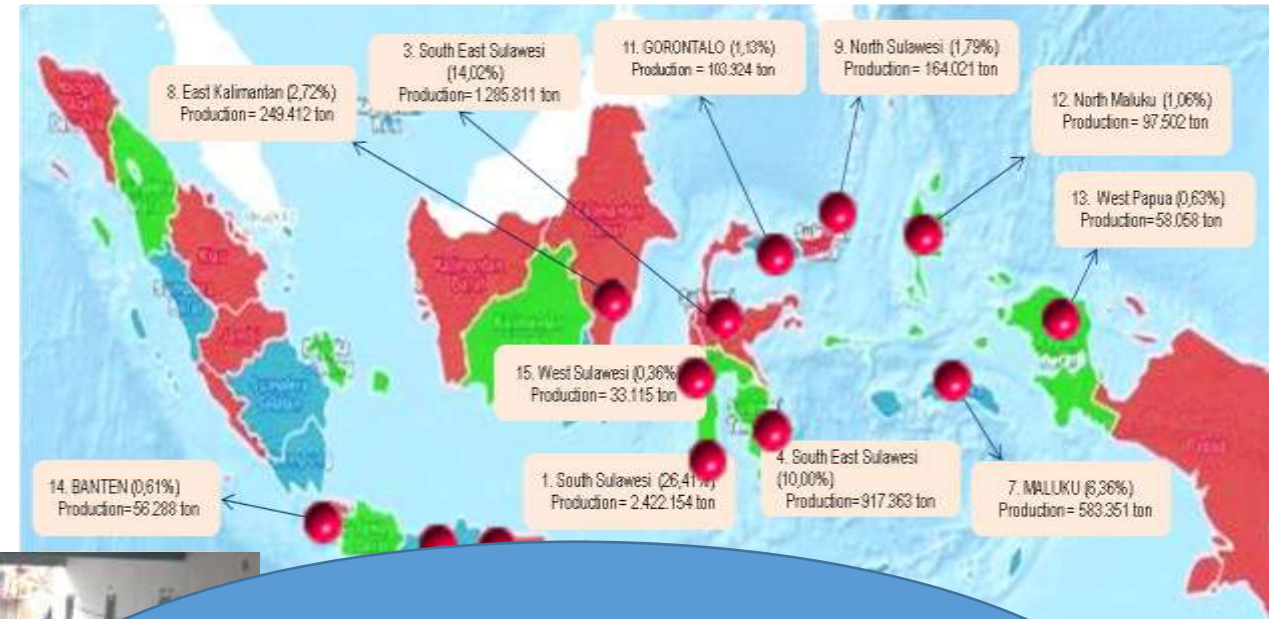 3. South East Sulawesi
(14,02%)
Production= 1.285.811 ton
11. GORONTALO (1,13%)
Production = 103.924 ton
9. North Sulawesi (1,79%)
Production = 164.021 ton
8. East Kalimantan (2,72%)
Production= 249.412 ton
12. North Maluku (1,06%)
Production= 97.502 ton
13. West Papua (0,63%)
Production=58.058 ton
15. West Sulawesi (0,36%
Production= 33.115 ton
14. BANTEN (0,61%)
Production=56.288 ton
1. South Sulawesi (26,41%
Production= 2.422.154 ton
4. South East Sulawesi
(10,00%)
Production= 917.363 ton
7. MALUKU (6,36%)
Production= 583.351 ton